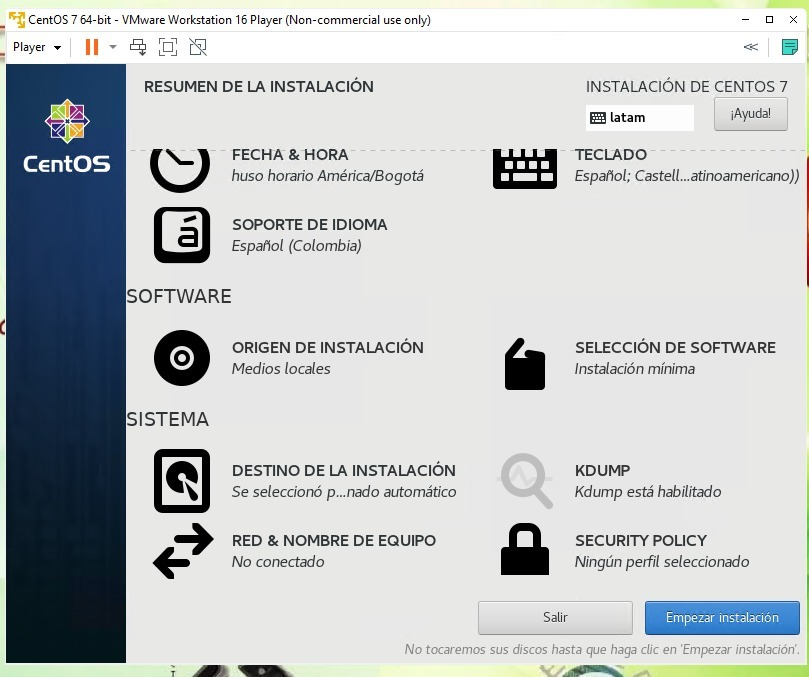 CentOS 7 64-bit - VMware Workstation 16 Player (Non-commercial use only)
Player
RESUMEN DE LA INSTALACIÓN
INSTALACIÓN DE CENTOS 7
latam
¡Ayuda!
CentOS
FECHA & HORA
huso horario América/Bogotá
TECLADO
Español; Castell...atinoamericano))
SOPORTE DE IDIOMA
Español (Colombia)
SOFTWARE
ORIGEN DE INSTALACIÓN
Medios locales
SELECCIÓN DE SOFTWARE
Instalación mínima
SISTEMA
DESTINO DE LA INSTALACIÓN
Se seleccionó p...nado automático
KDUMP
Kdump está habilitado
RED & NOMBRE DE EQUIPO
No conectado
SECURITY POLICY
Ningún perfil seleccionado
Salir
Empezar instalación
No tocaremos sus discos hasta que haga clic en 'Empezar instalación'.